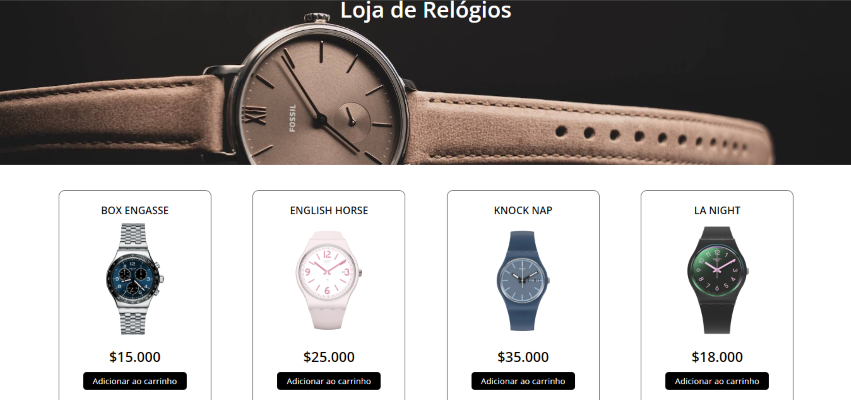 Loja de Relógios
FOSSIL
BOX ENGASSE
ENGLISH HORSE
KNOCK NAP
LA NIGHT
$15.000
$25.000
$35.000
$18.000
Adicionar ao carrinho
Adicionar ao carrinho
Adicionar ao carrinho
Adicionar ao carrinho